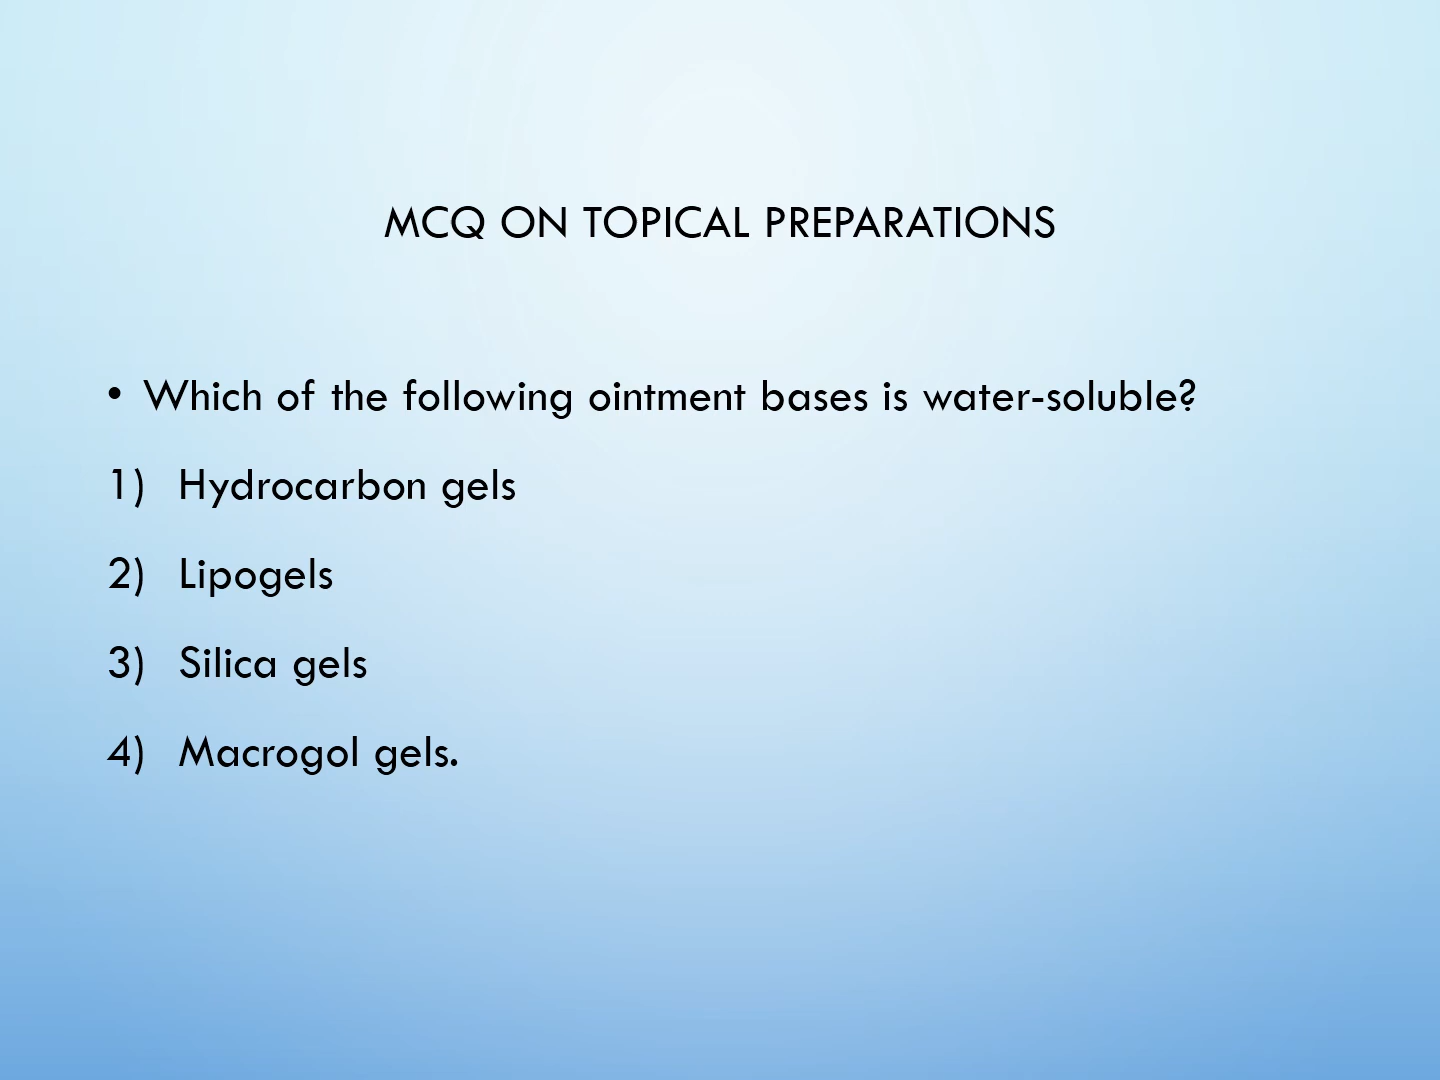 MCQ ON TOPICAL PREPARATIONS
• Which of the following ointment bases is water-soluble?
1) Hydrocarbon gels
2) Lipogels
3) Silica gels
4) Macrogol gels.